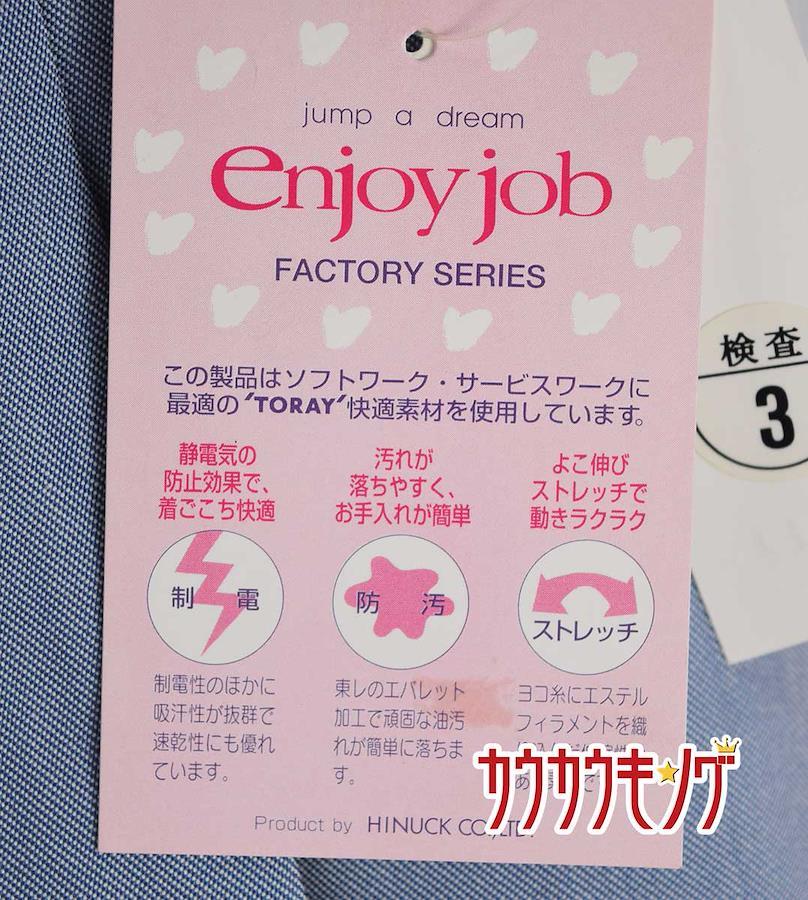 jump a dream
enjoy job
FACTORY SERIES
この製品はソフトワーク・サービスワークに
最適の"TORAY"快適素材を使用しています。
静電気の
防止効果で、
着ごこち快適
制電
制電性のほかに
吸汗性が抜群で
速乾性にも優れ
ています。
汚れが
落ちやすく、
お手入れが簡単
防汚
東レのエバレット
加工で頑固な油汚
れが簡単に落ちま
す。
よこ伸び
ストレッチで
動きラクラク
ストレッチ
ヨコ糸にエステル
フィラメントを織
Product by HINUCK CO.,LTD.
検査
3
カウカウキング